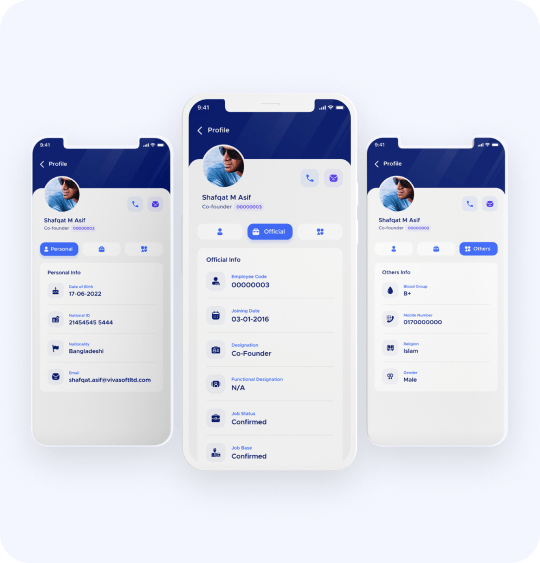 9:41
Profile
Shafqat M Asif
Co-founder 00000003
Personal
Personal Info
Date of Birth
17-06-2022
National ID
21454545 5444
Nationality
Bangladeshi
Email
shafqat.asif@vivasoftltd.com
9:41
Profile
Shafqat M Asif
Co-founder 00000003
Official
Official Info
Employee Code
00000003
Joining Date
03-01-2016
Designation
Co-Founder
Functional Designation
N/A
Job Status
Confirmed
Job Base
Confirmed
9:41
Profile
Shafqat M Asif
Co-founder 00000003
Others
Others Info
Blood Group
B+
Mobile Number
0170000000
Religion
Islam
Gender
Male